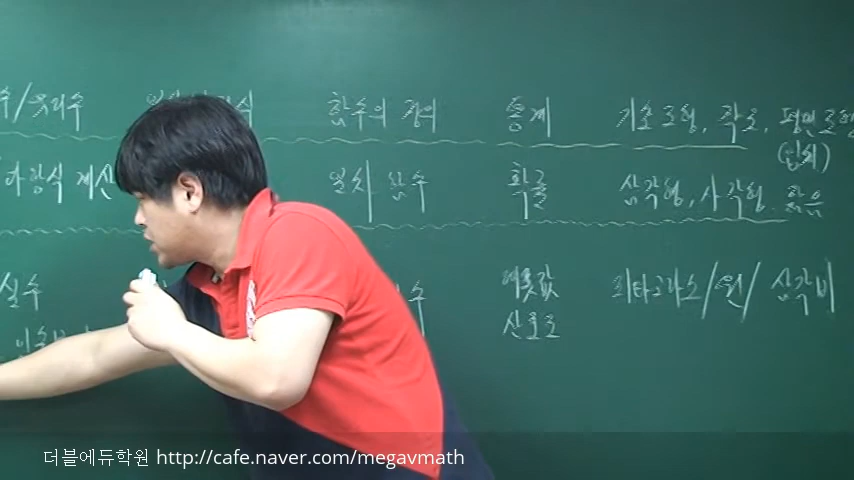 수/유리수 함수의 정의 통계 기본도형, 작도, 평면도형
(입체)
다항식 계산 일차 함수 확률 삼각형, 사각형, 닮음
실수 수 대푯값 피타고라스/원/ 삼각비
산포도
더블에듀학원 http://cafe.naver.com/megavmath